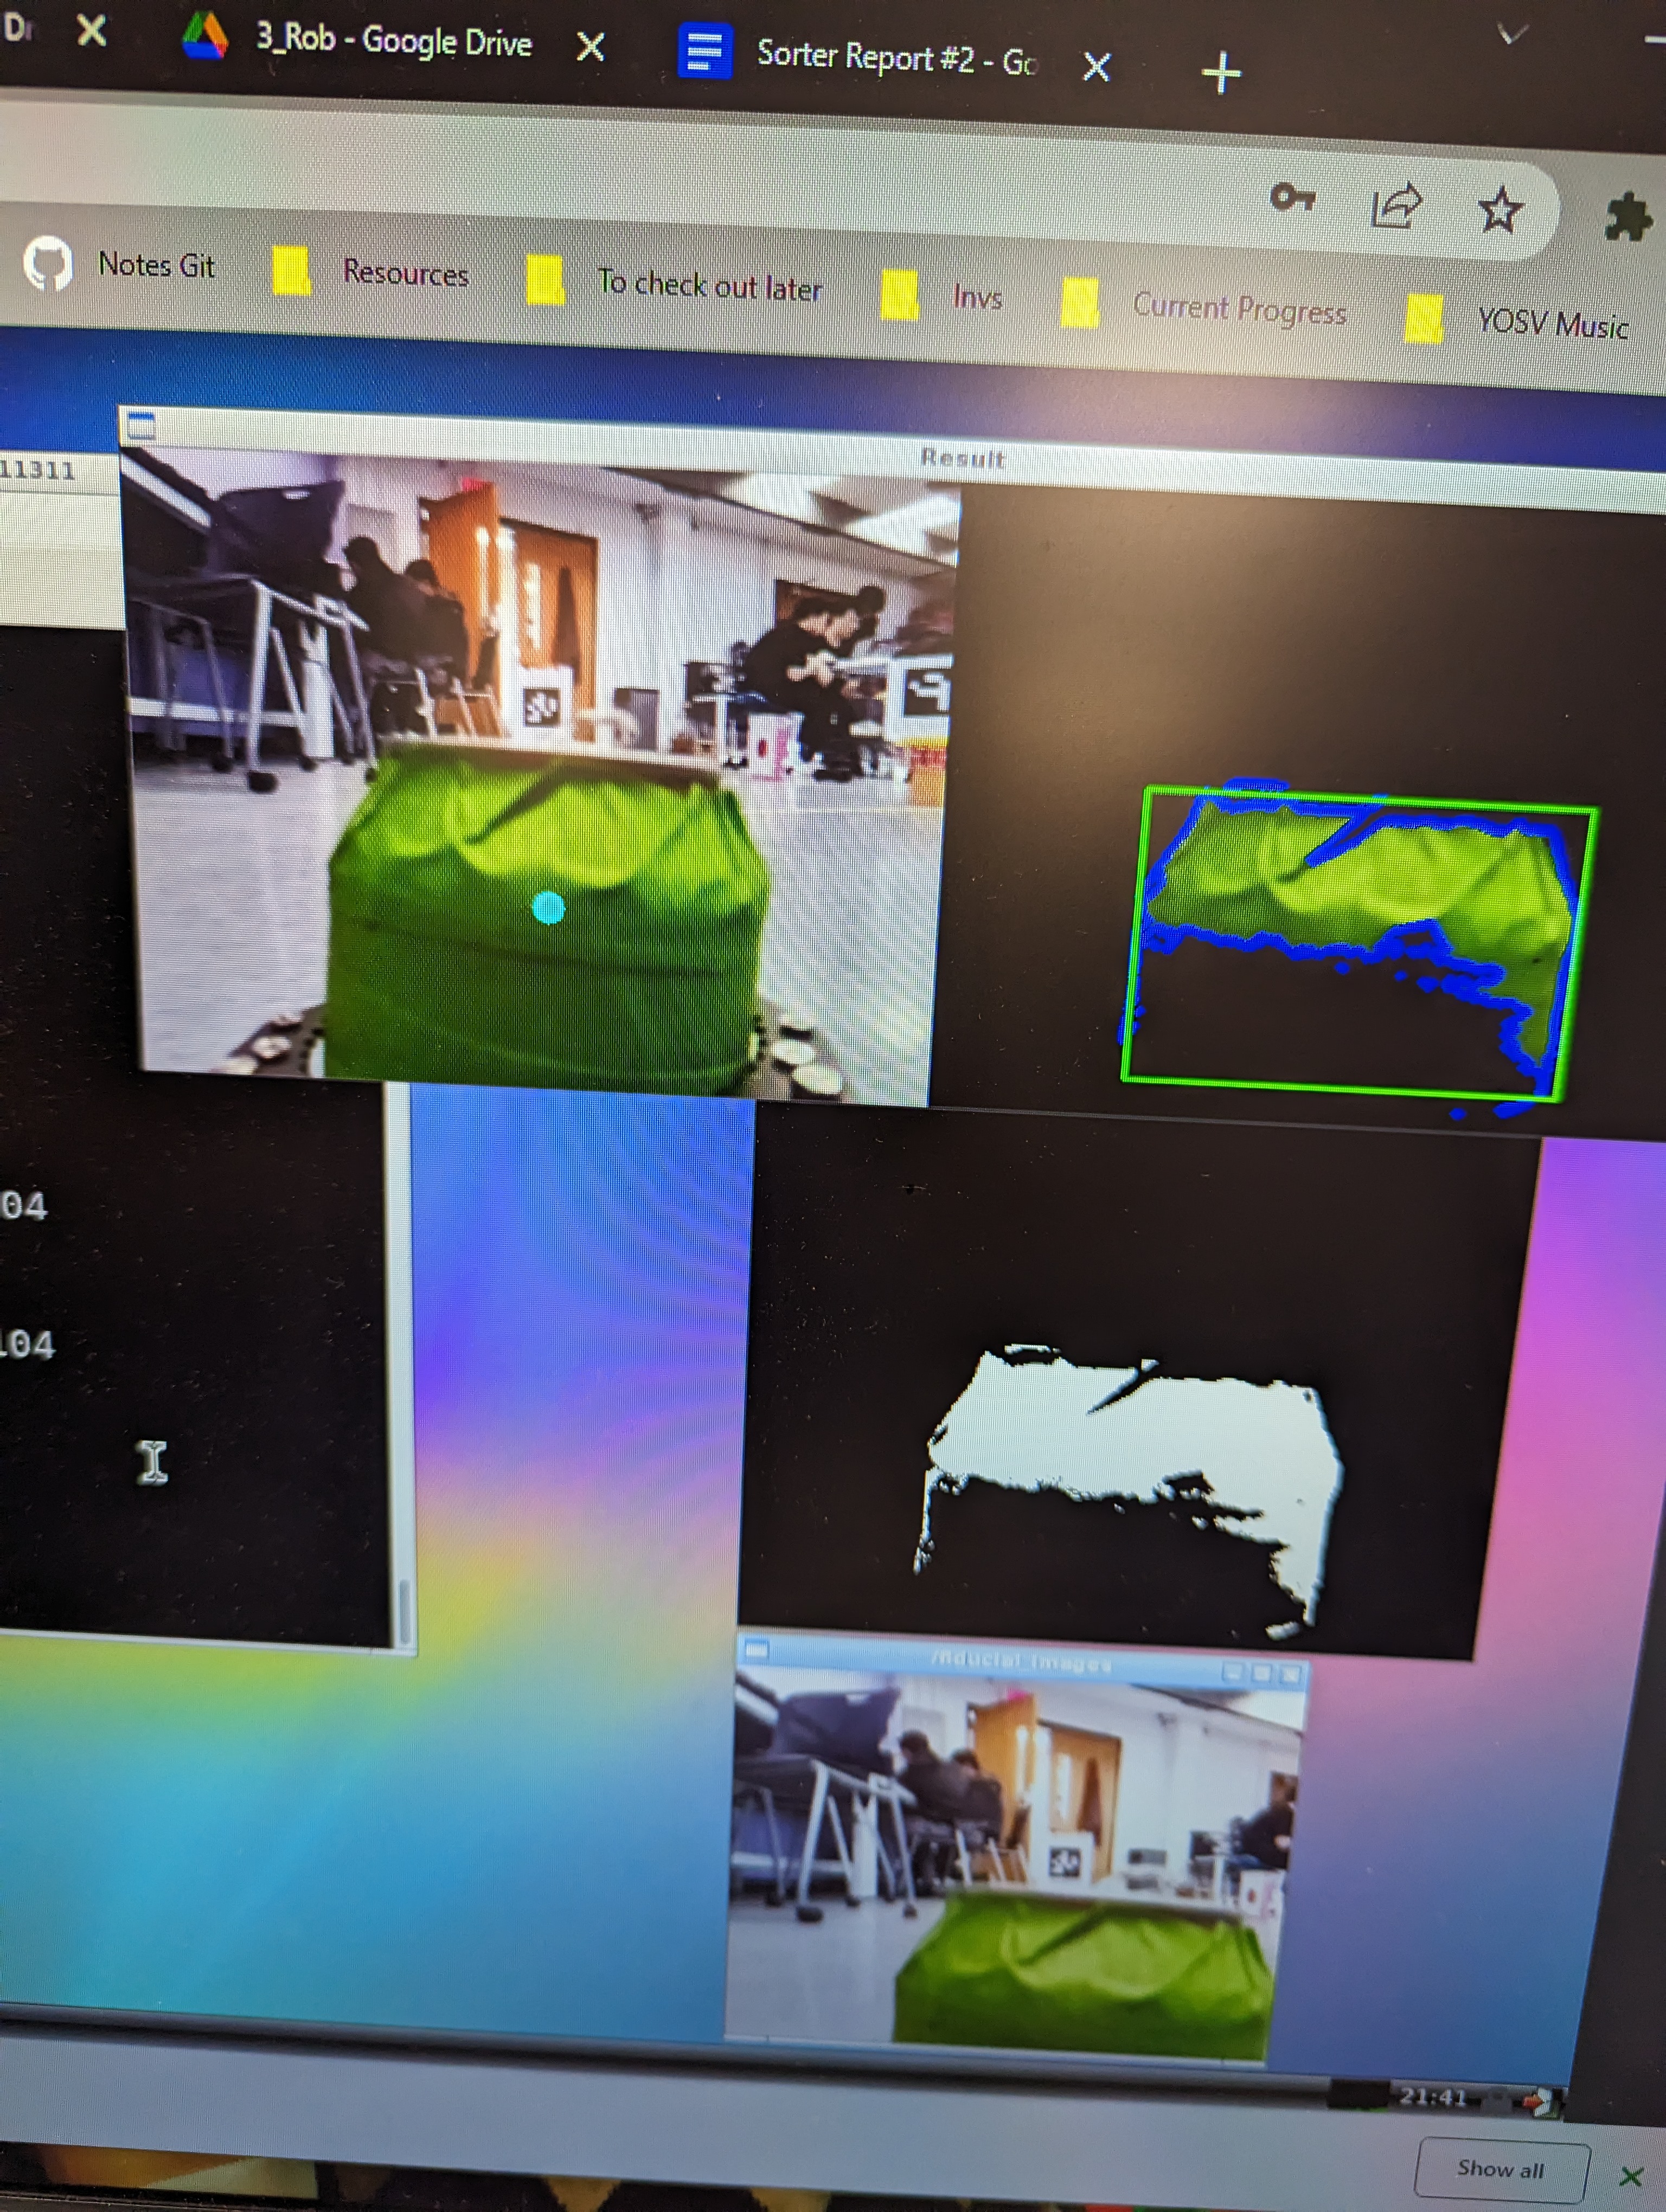 3_Rob - Google Drive
Sorter Report #2 - Go
Notes Git
Resources
To check out later
Invs
Current Progress
YOSV Music
11311
Result
04
104
/fiducial_images
21:41
Show all